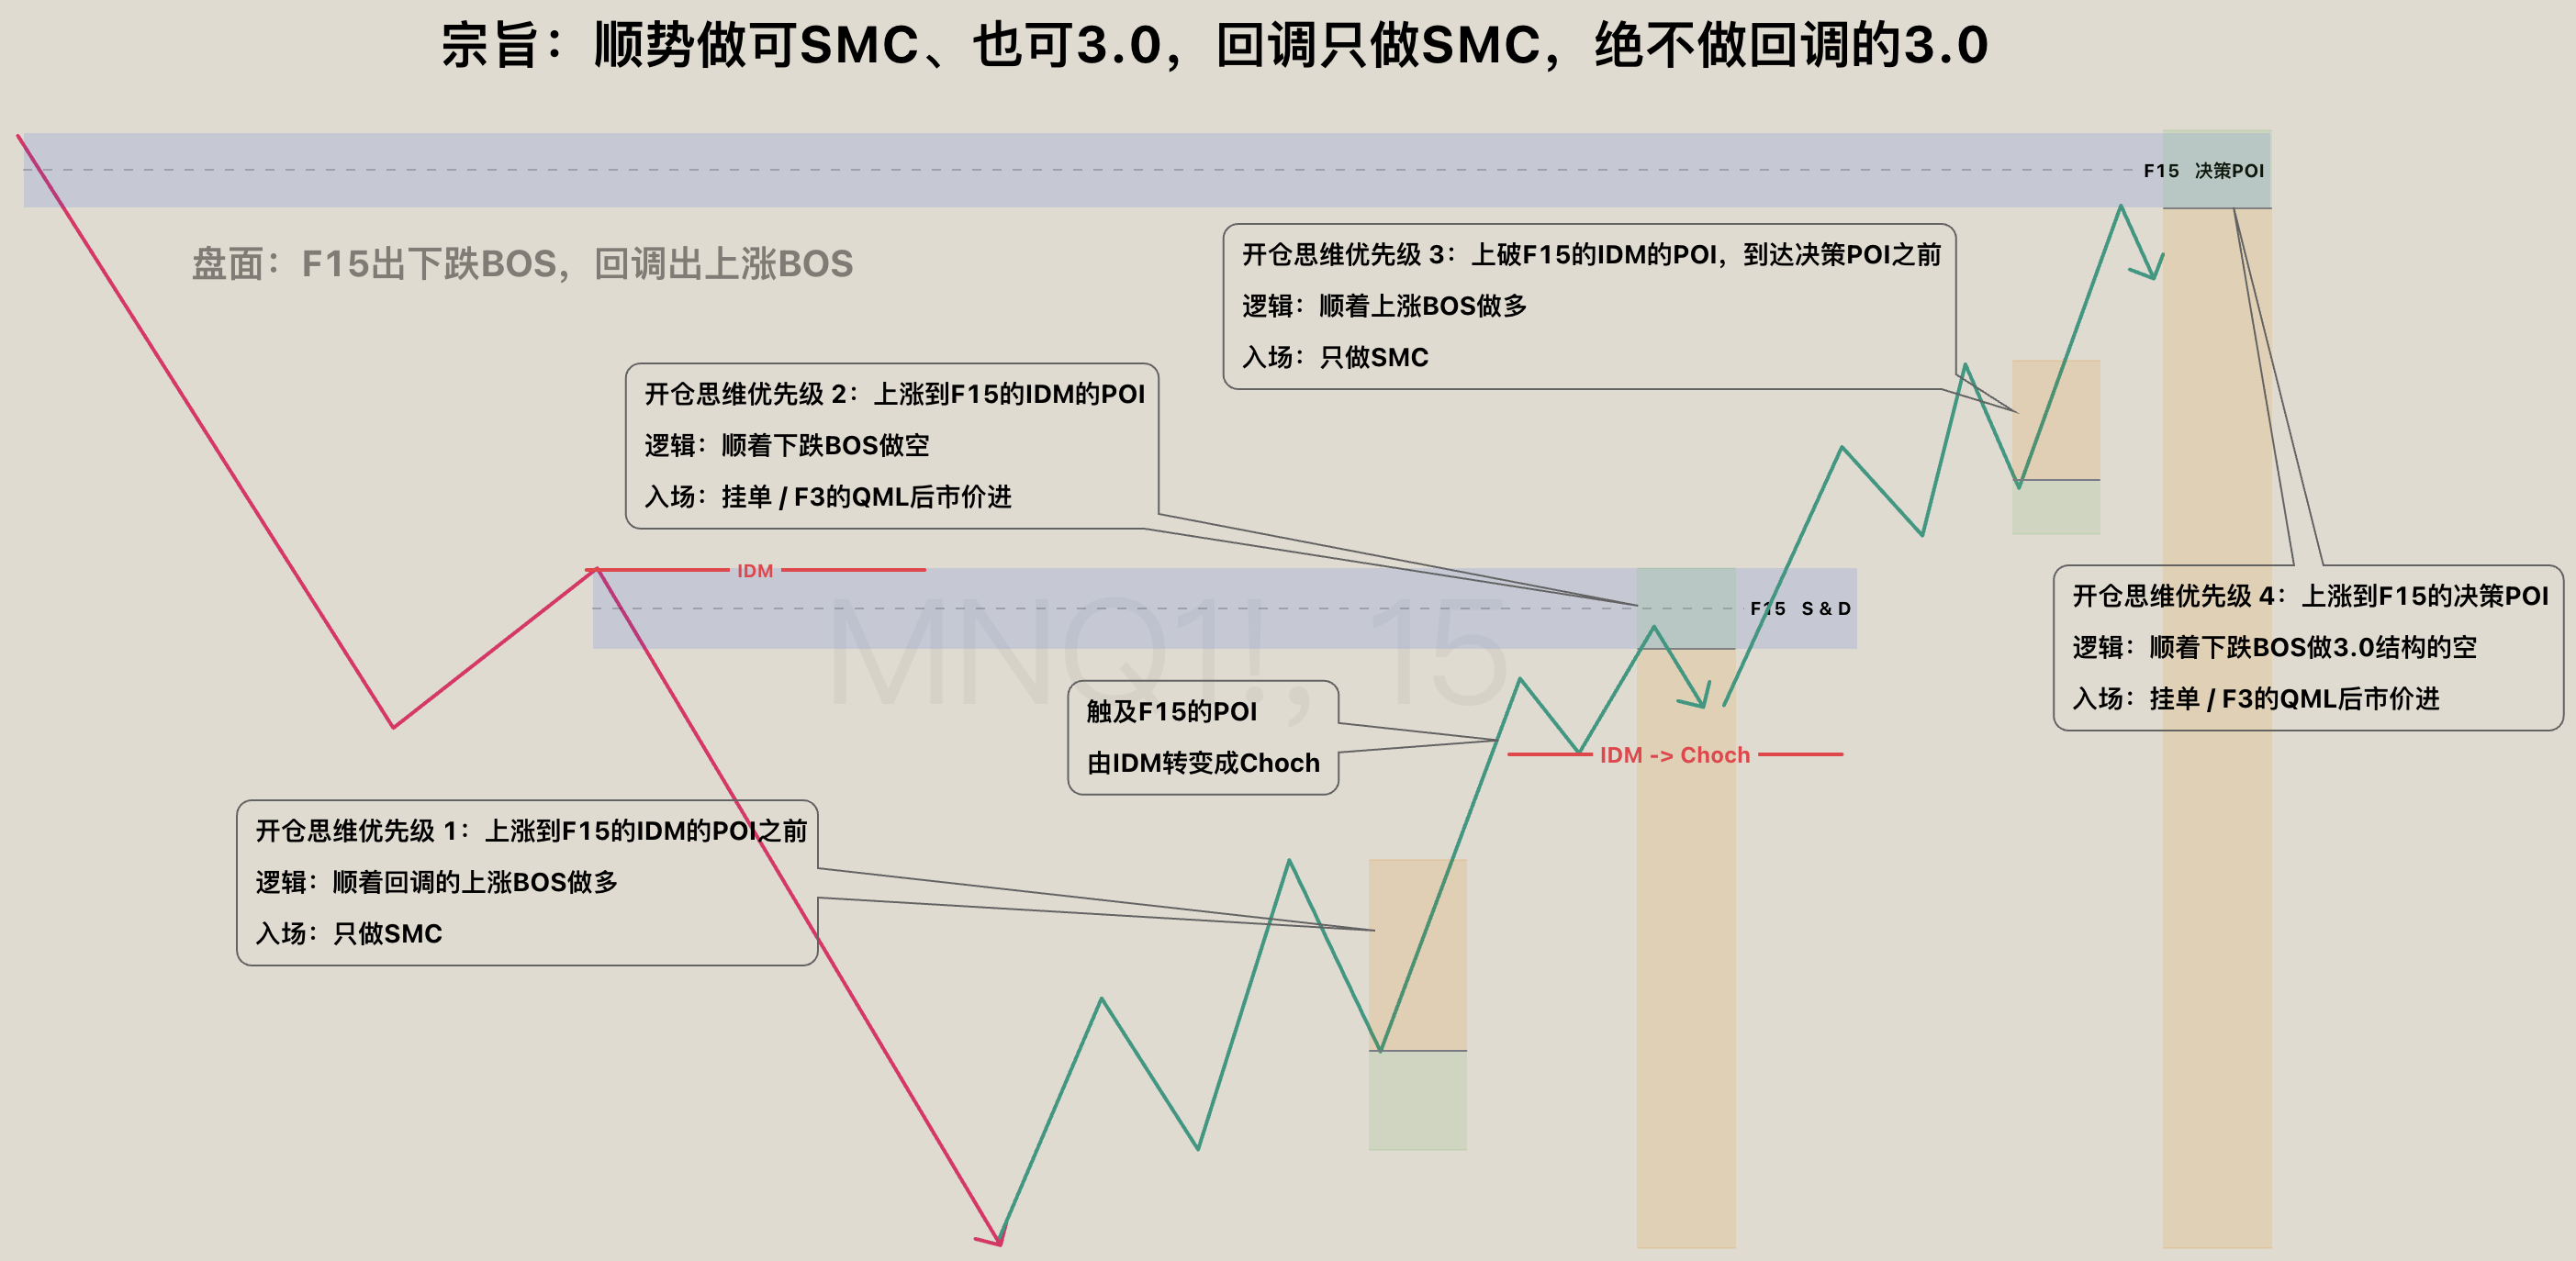 宗旨：顺势做可SMC、也可3.0，回调只做SMC，绝不做回调的3.0
F15 决策POI
盘面：F15出下跌BOS，回调出上涨BOS
开仓思维优先级 3：上破F15的IDM的POI，到达决策POI之前
逻辑：顺着上涨BOS做多
入场：只做SMC
开仓思维优先级 2：上涨到F15的IDM的POI
逻辑：顺着下跌BOS做空
入场：挂单 / F3的QML后市价进
IDM
F15 S & D
MNQ1!, 15
开仓思维优先级 4：上涨到F15的决策POI
逻辑：顺着下跌BOS做3.0结构的空
入场：挂单 / F3的QML后市价进
触及F15的POI
由IDM转变成Choch
IDM -> Choch
开仓思维优先级 1：上涨到F15的IDM的POI之前
逻辑：顺着回调的上涨BOS做多
入场：只做SMC